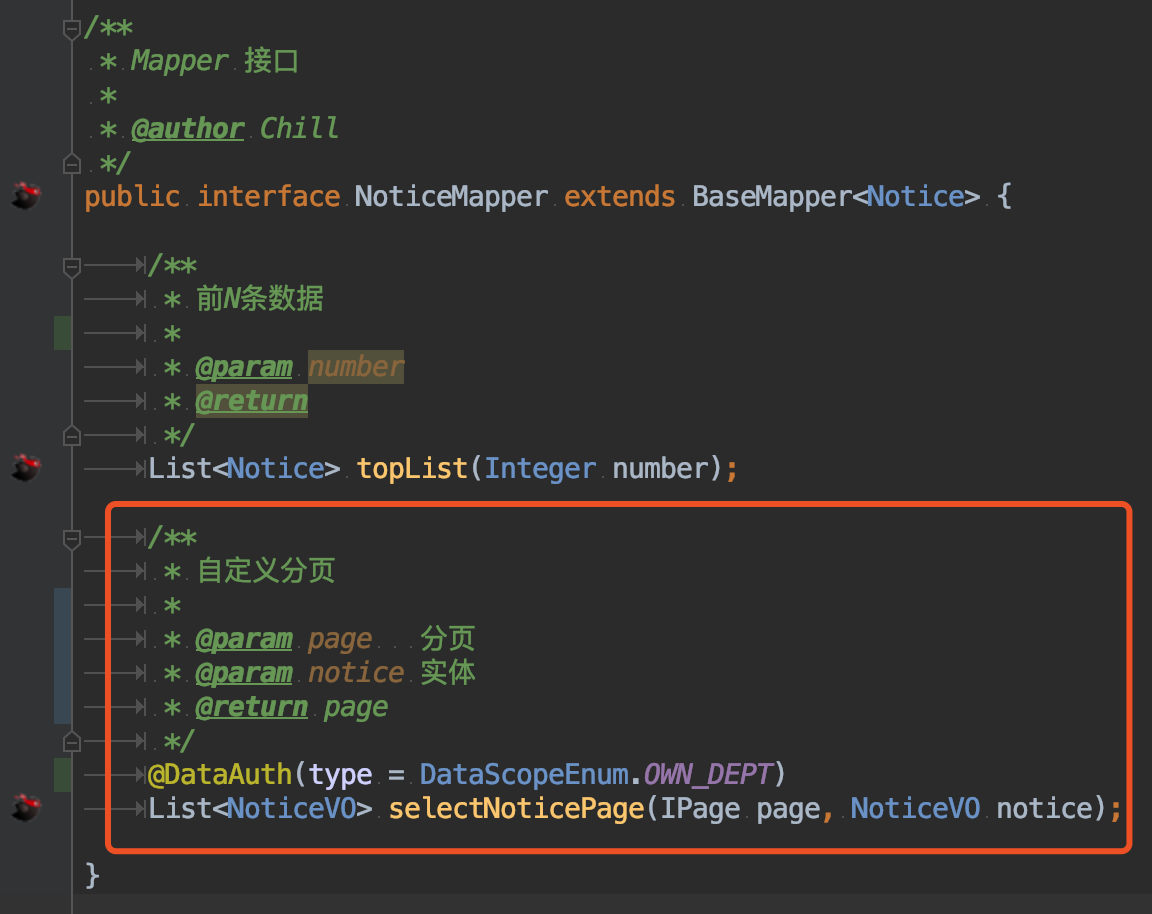 /**
 * Mapper 接口
 *
 * @author Chill
 */
public interface NoticeMapper extends BaseMapper<Notice> {
/**
 * 前N条数据
 *
 * @param number
 * @return
 */
List<Notice> topList(Integer number);
/**
 * 自定义分页
 *
 * @param page   分页
 * @param notice 实体
 * @return page
 */
@DataAuth(type = DataScopeEnum.OWN_DEPT)
List<NoticeVO> selectNoticePage(IPage page, NoticeVO notice);
}